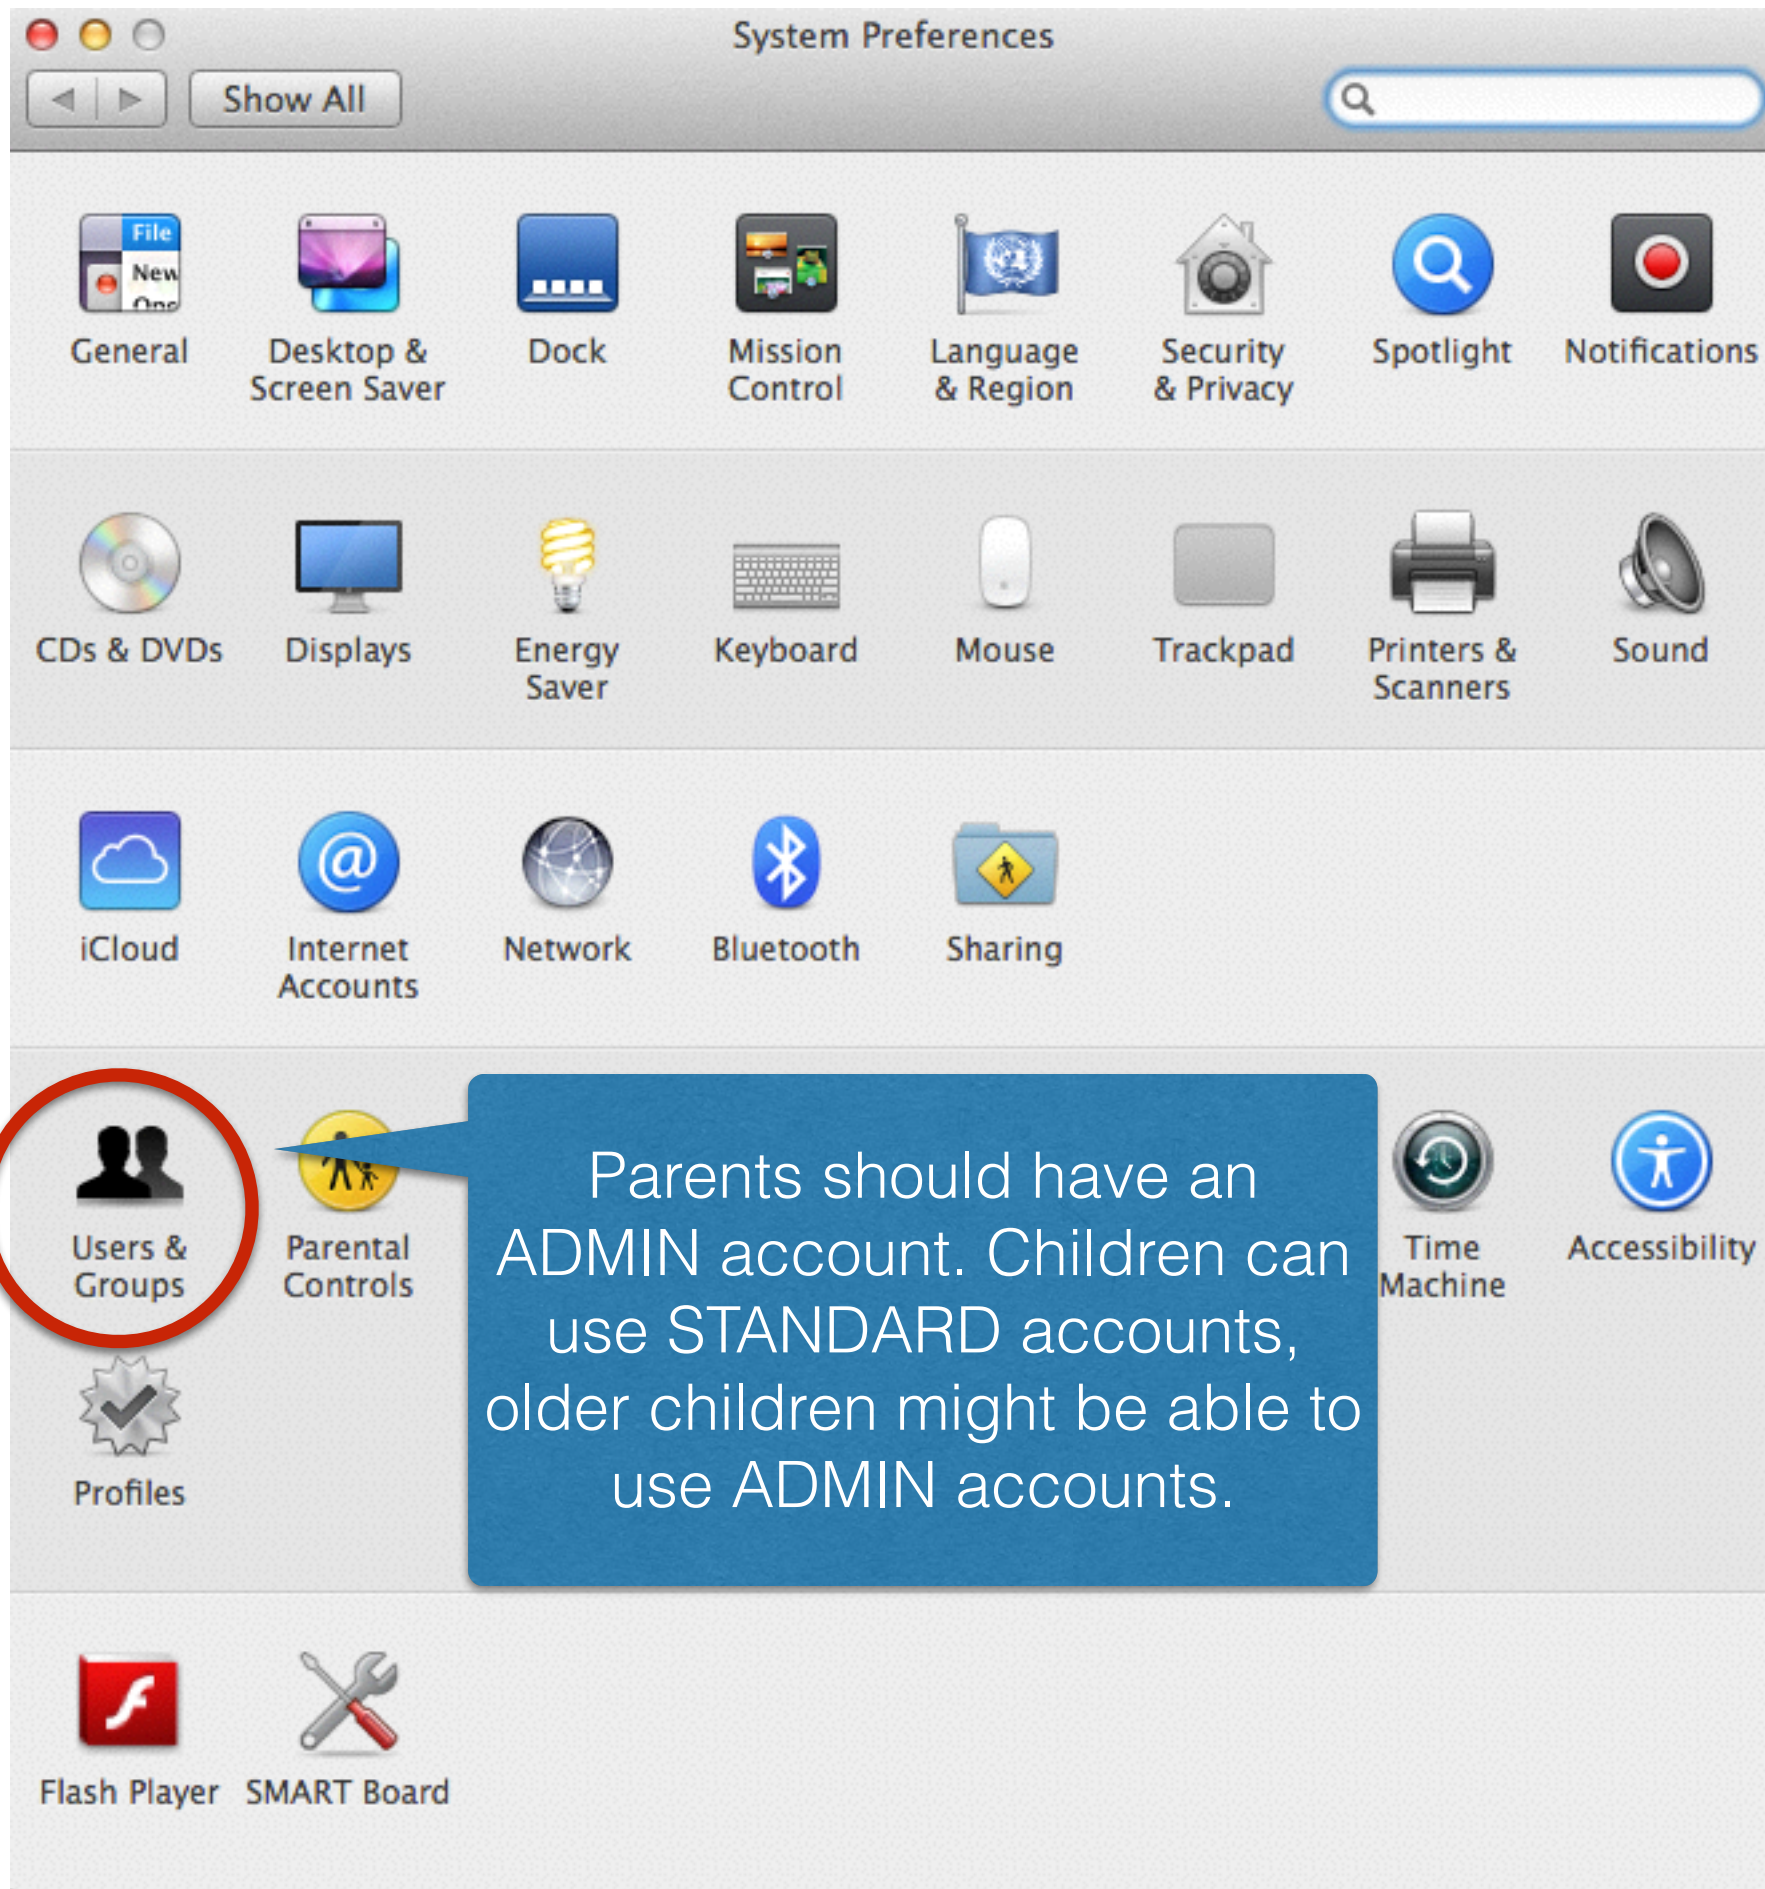 System Preferences
Show All
File
New
General
Desktop &
Screen Saver
Dock
Mission
Control
Language
& Region
Security
& Privacy
Spotlight
Notifications
CDs & DVDs
Displays
Energy
Saver
Keyboard
Mouse
Trackpad
Printers &
Scanners
Sound
iCloud
@
Internet
Accounts
Network
Bluetooth
Sharing
Users &
Groups
Parental
Controls
Parents should have an
ADMIN account. Children can
use STANDARD accounts,
older children might be able to
use ADMIN accounts.
Time
Machine
Accessibility
Profiles
Flash Player
SMART Board